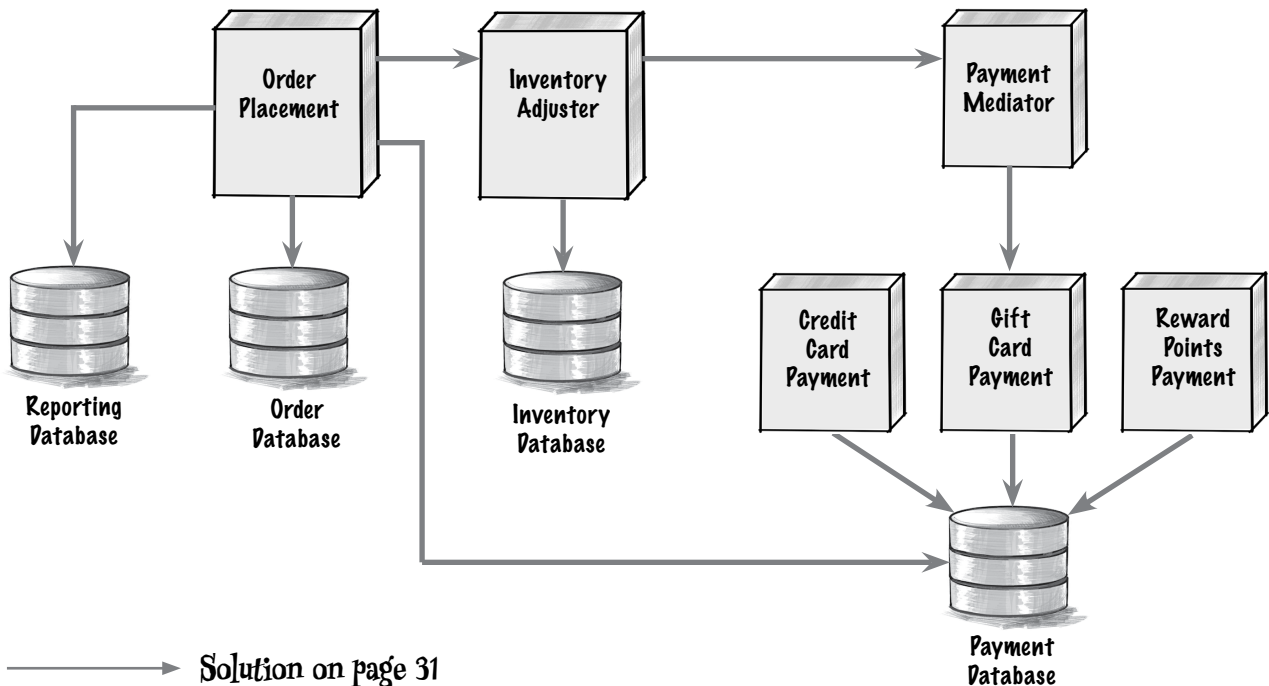 Order
Placement
Inventory
Adjuster
Payment
Mediator
Credit
Card
Payment
Gift
Card
Payment
Reward
Points
Payment
Reporting
Database
Order
Database
Inventory
Database
Payment
Database
Solution on page 31